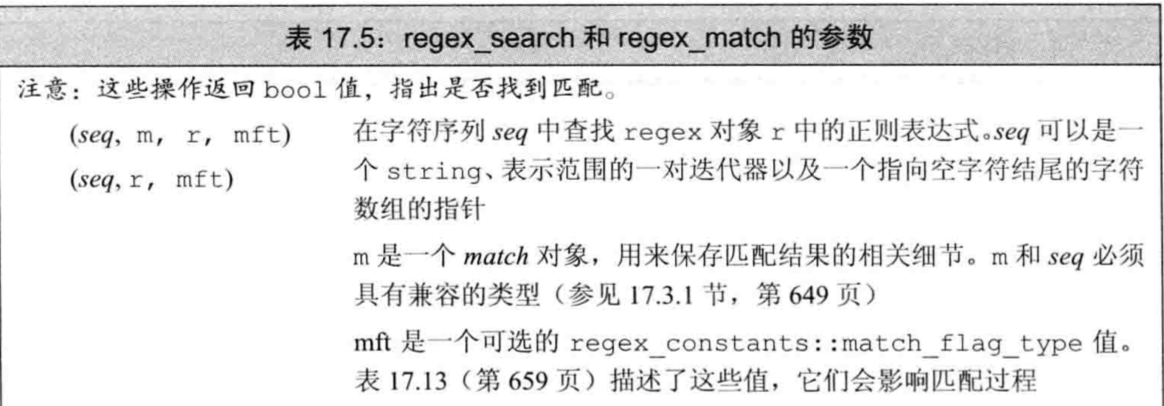 表 17.5：regex_search 和 regex_match 的参数
注意：这些操作返回 bool 值，指出是否找到匹配。
(seq, m, r, mft) 在字符序列 seq 中查找 regex 对象 r 中的正则表达式。seq 可以是一
(seq, r, mft) 个 string、表示范围的一对迭代器以及一个指向空字符结尾的字符
数组的指针
m 是一个 match 对象，用来保存匹配结果的相关细节。m 和 seq 必须
具有兼容的类型（参见 17.3.1 节，第 649 页）
mft 是一个可选的 regex_constants::match_flag_type 值。
表 17.13（第 659 页）描述了这些值，它们会影响匹配过程